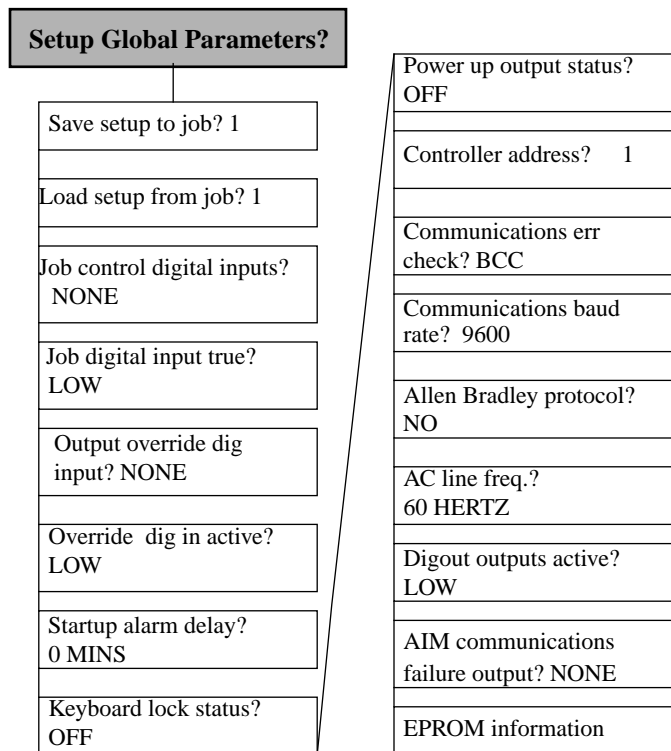 Setup Global Parameters?
Save setup to job? 1
Load setup from job? 1
Job control digital inputs?
NONE
Job digital input true?
LOW
Output override dig
input? NONE
Override dig in active?
LOW
Startup alarm delay?
0 MINS
Keyboard lock status?
OFF
Power up output status?
OFF
Controller address? 1
Communications err
check? BCC
Communications baud
rate? 9600
Allen Bradley protocol?
NO
AC line freq.?
60 HERTZ
Digout outputs active?
LOW
AIM communications
failure output? NONE
EPROM information